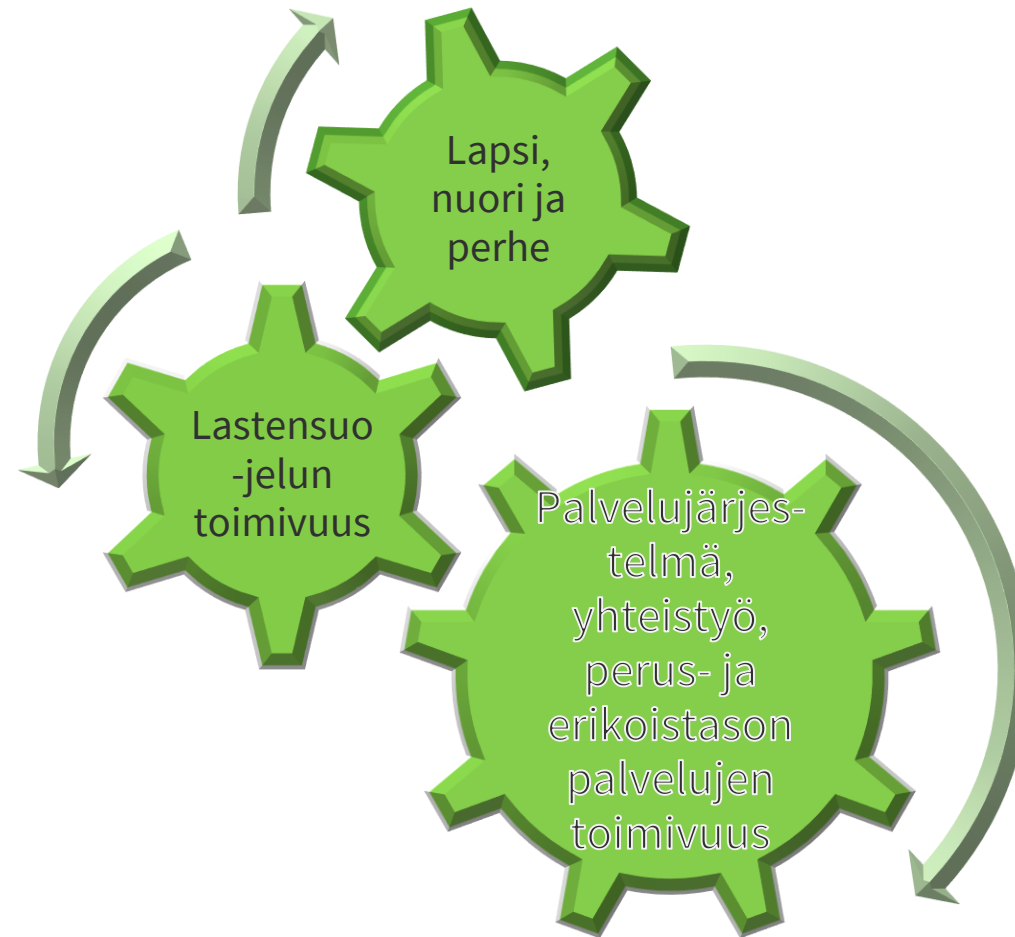 Lapsi,
nuori ja
perhe
Lastensuo
-jelun
toimivuus
Palvelujärjes-
telmä,
yhteistyö,
perus- ja
erikoistason
palvelujen
toimivuus